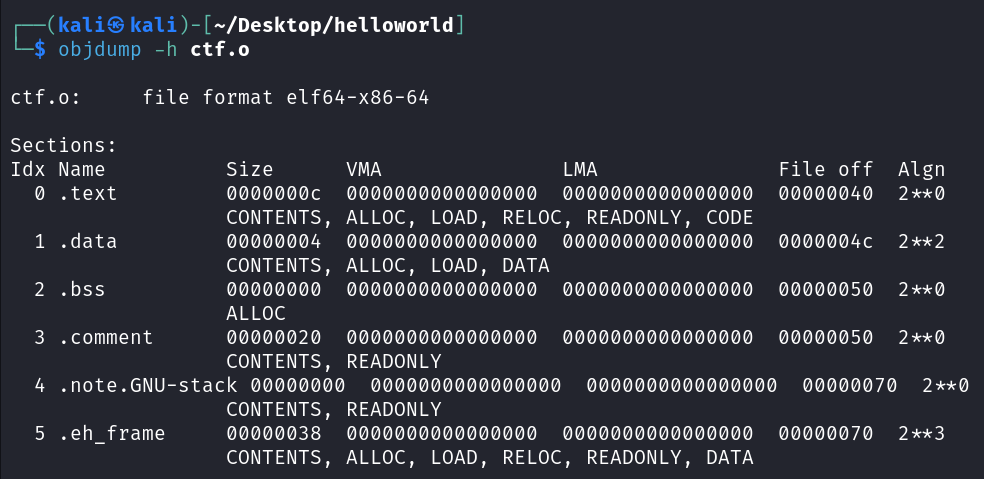 ┌──(kali㉿kali)-[~/Desktop/helloworld]
└─$ objdump -h ctf.o

ctf.o:     file format elf64-x86-64

Sections:
Idx Name          Size      VMA               LMA               File off  Algn
  0 .text         0000000c  0000000000000000  0000000000000000  00000040  2**0
                  CONTENTS, ALLOC, LOAD, RELOC, READONLY, CODE
  1 .data         00000004  0000000000000000  0000000000000000  0000004c  2**2
                  CONTENTS, ALLOC, LOAD, DATA
  2 .bss          00000000  0000000000000000  0000000000000000  00000050  2**0
                  ALLOC
  3 .comment      00000020  0000000000000000  0000000000000000  00000050  2**0
                  CONTENTS, READONLY
  4 .note.GNU-stack 00000000  0000000000000000  0000000000000000  00000070  2**0
                  CONTENTS, READONLY
  5 .eh_frame     00000038  0000000000000000  0000000000000000  00000070  2**3
                  CONTENTS, ALLOC, LOAD, RELOC, READONLY, DATA